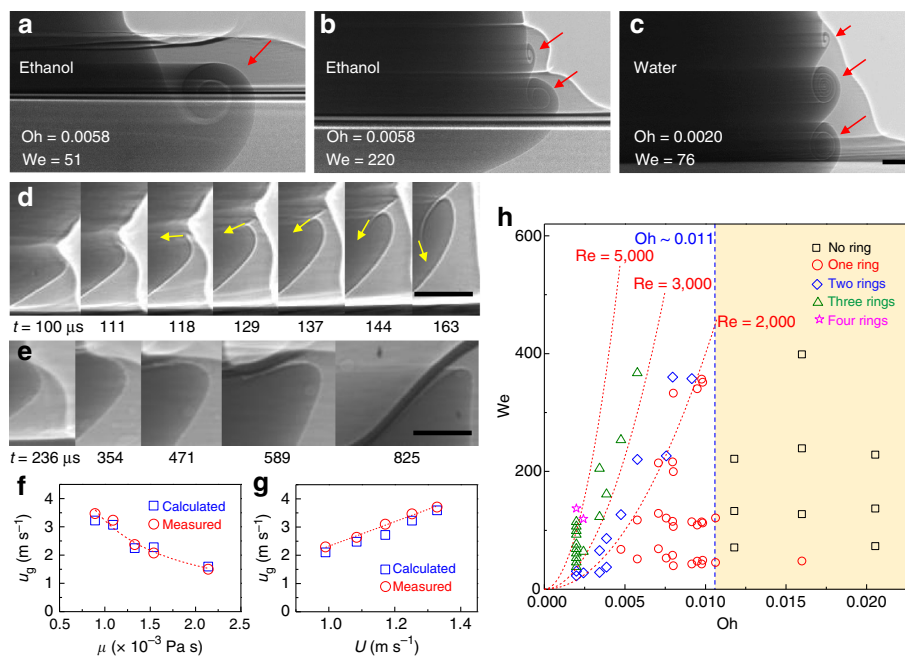 a
Ethanol
Oh = 0.0058
We = 51
b
Ethanol
Oh = 0.0058
We = 220
c
Water
Oh = 0.0020
We = 76
d
t = 100 µs 111 118 129 137 144 163
e
t = 236 µs 354 471 589 825
f
Calculated
Measured
4
3
2
1
0
u_g (m s⁻¹)
0.5 1.0 1.5 2.0 2.5
µ (× 10⁻³ Pa s)
g
Calculated
Measured
4
3
2
1
0
u_g (m s⁻¹)
1.0 1.2 1.4
U (m s⁻¹)
h
Oh ~ 0.011
Re = 5,000
Re = 3,000
Re = 2,000
No ring
One ring
Two rings
Three rings
Four rings
600
400
200
0
We
0.000 0.005 0.010 0.015 0.020
Oh